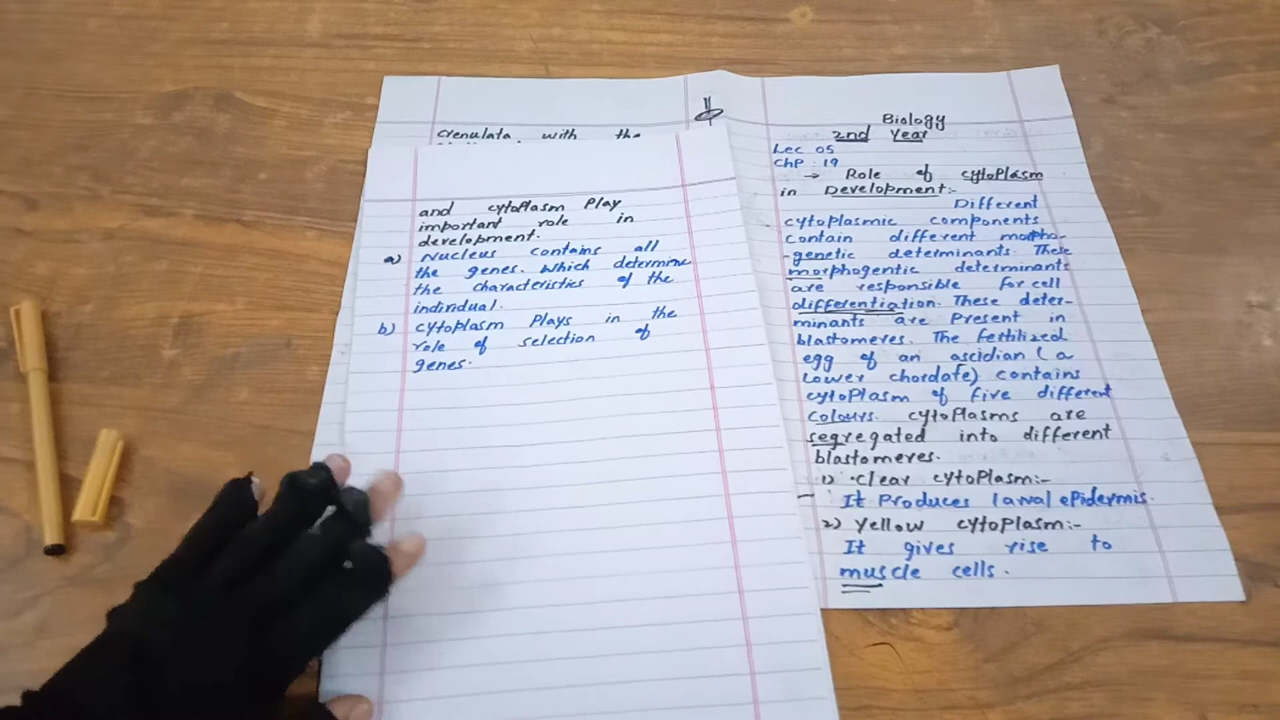 crenulata with the
and cytoplasm Play
important role in
development.
a) Nucleus contains all
the genes. Which determine
the characteristics of the
indiridual.
b) cytoplasm Plays in the
role of selection of
genes.
Biology
2nd Year
Lec 05
Chp : 19
→ Role of cytoplasm
in Development:-
Different
cytoplasmic components
contain different morpho-
-genetic determinants. These
morphogentic determinants
are responsible for cell
differentiation. These deter-
minants are Present in
blastomeres. The fertilized
egg of an ascidian (a
Lower chordate) contains
cytoplasm of five different
colours. cytoplasms are
segregated into different
blastomeres.
1) Clear cytoplasm:-
It Produces larval epidermis.
2) Yellow cytoplasm:-
It gives rise to
muscle cells.